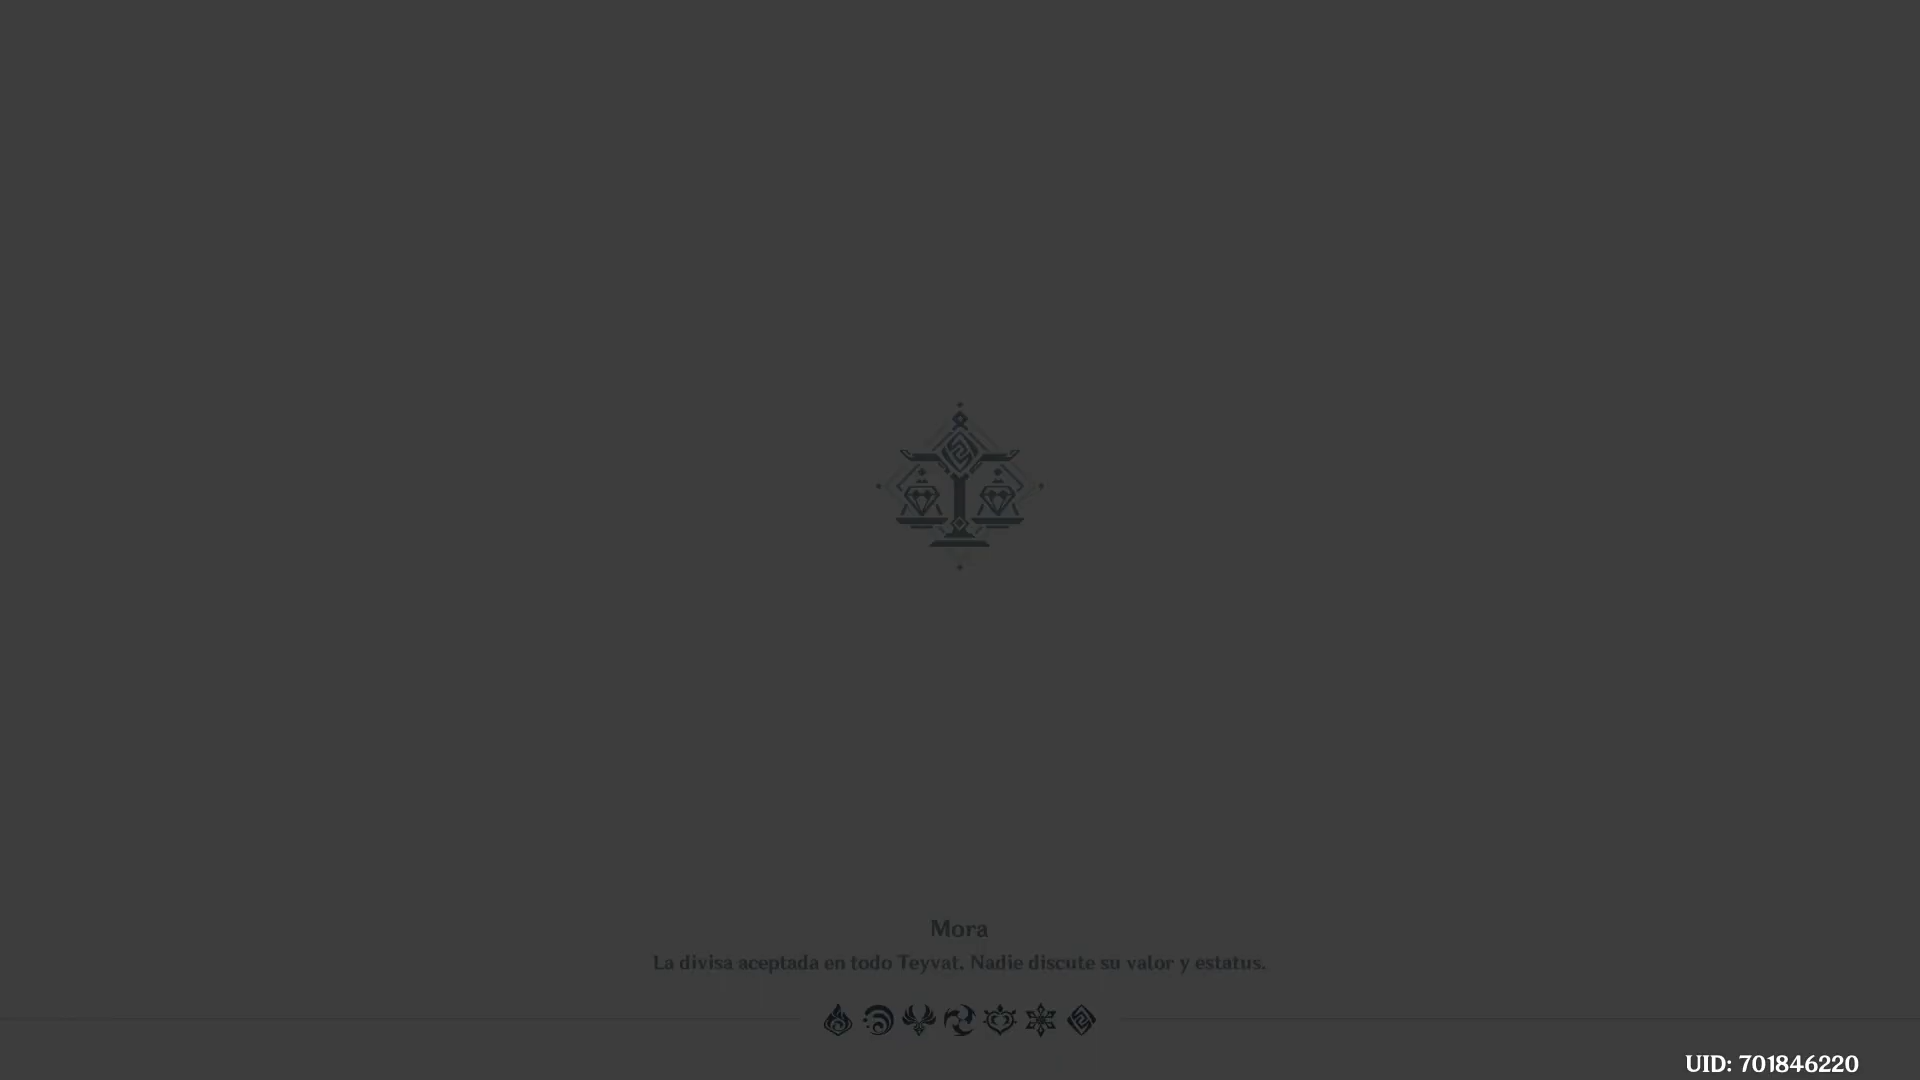 Mora
La divisa aceptada en todo Teyvat. Nadie discute su valor y estatus.
UID: 701846220